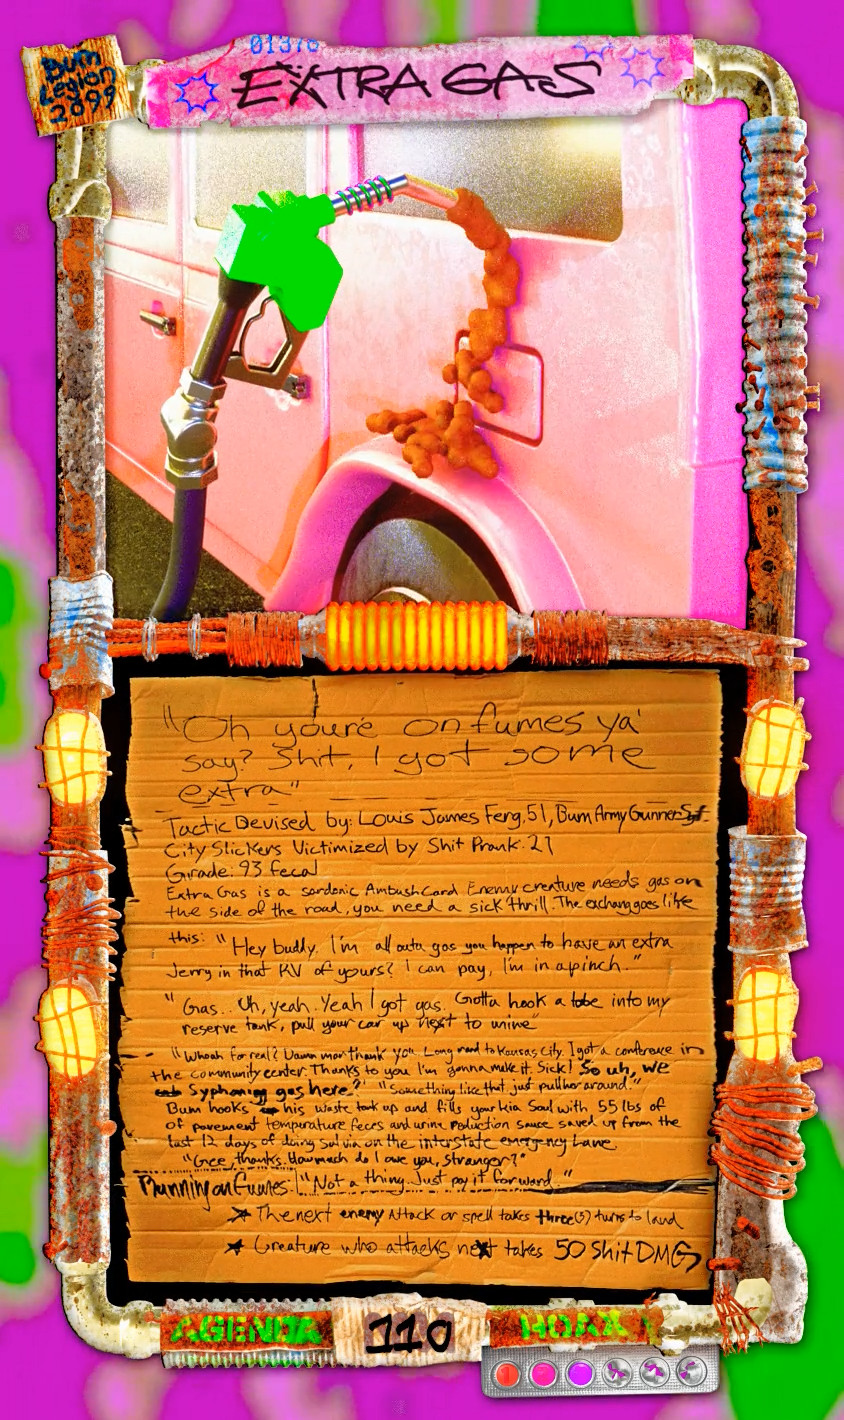 01376
Bum
Legion
2099
EXTRA GAS
"Oh youre on fumes ya'
say? Shit, I got some
extra"
Tactic Devised by: Louis James Ferg. 51, Bum Army Gunner Sgt.
City Slickers Victimized by Shit Prank: 27
Grade: 93 fecal
Extra Gas is a sardonic Ambush Card Enemy creature needs gas on
the side of the road, you need a sick thrill. The exchang goes like
this: "Hey buddy. I'm all outa gas you happen to have an extra
Jerry in that RV of yours? I can pay, I'm in a pinch."
"Gas.. Uh, yeah. Yeah I got gas. Gotta hook a tobe into my
reserve tank, pull your car up next to mine"
"Whoah for real? Damn man thank you. Long road to Kansas City. I got a conference in
the community center. Thanks to you I'm gonna make it. Sick! So uh, we
Syphoning gas here?" "Something like that just pull her around."
Bum hooks his waste tank up and fills your kia Soul with 55 lbs of
of pavement temperature feces and urine reduction sauce saved up from the
last 12 days of doing salvia on the interstate emergency Lane
"Gee, thanks. How much do I owe you, stranger?"
Running on Fumes: "Not a thing. Just pay it forward.."
The next enemy Attack or spell takes three (3) turns to land
Creature who attacks next takes 50 Shit DMG
AGENDA
110
HOAX